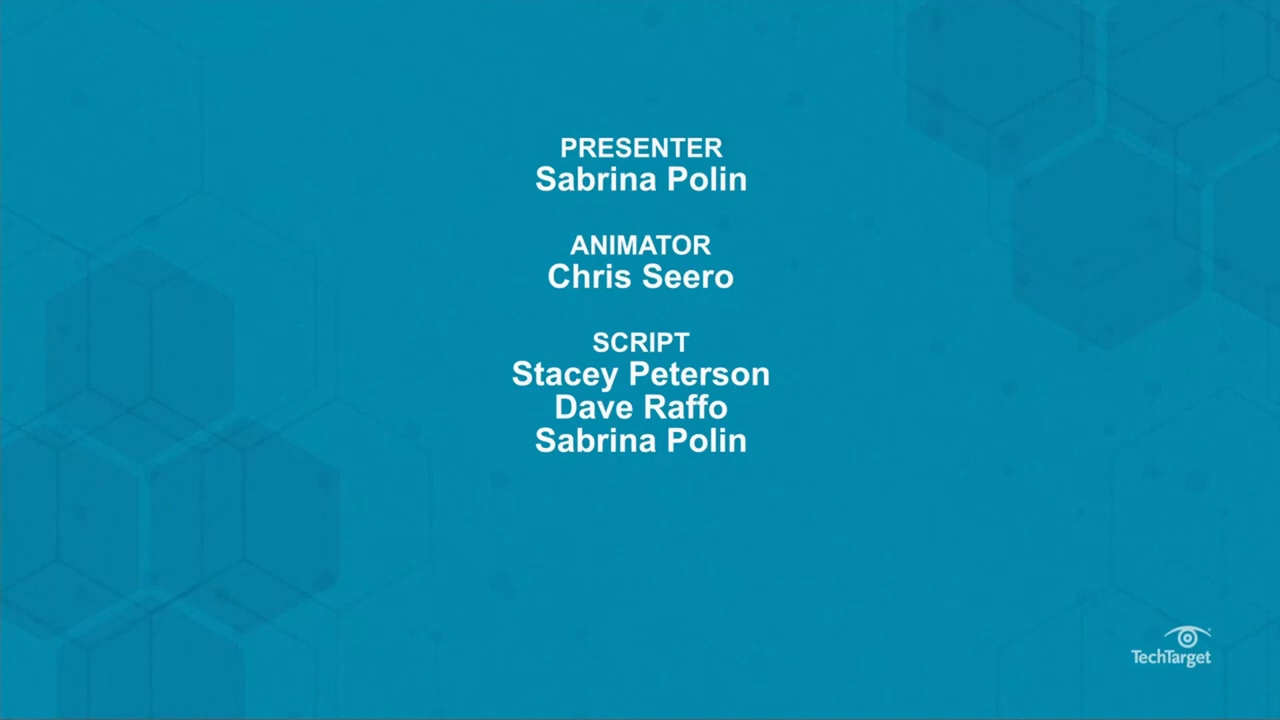 PRESENTER
Sabrina Polin
ANIMATOR
Chris Seero
SCRIPT
Stacey Peterson
Dave Raffo
Sabrina Polin
TechTarget